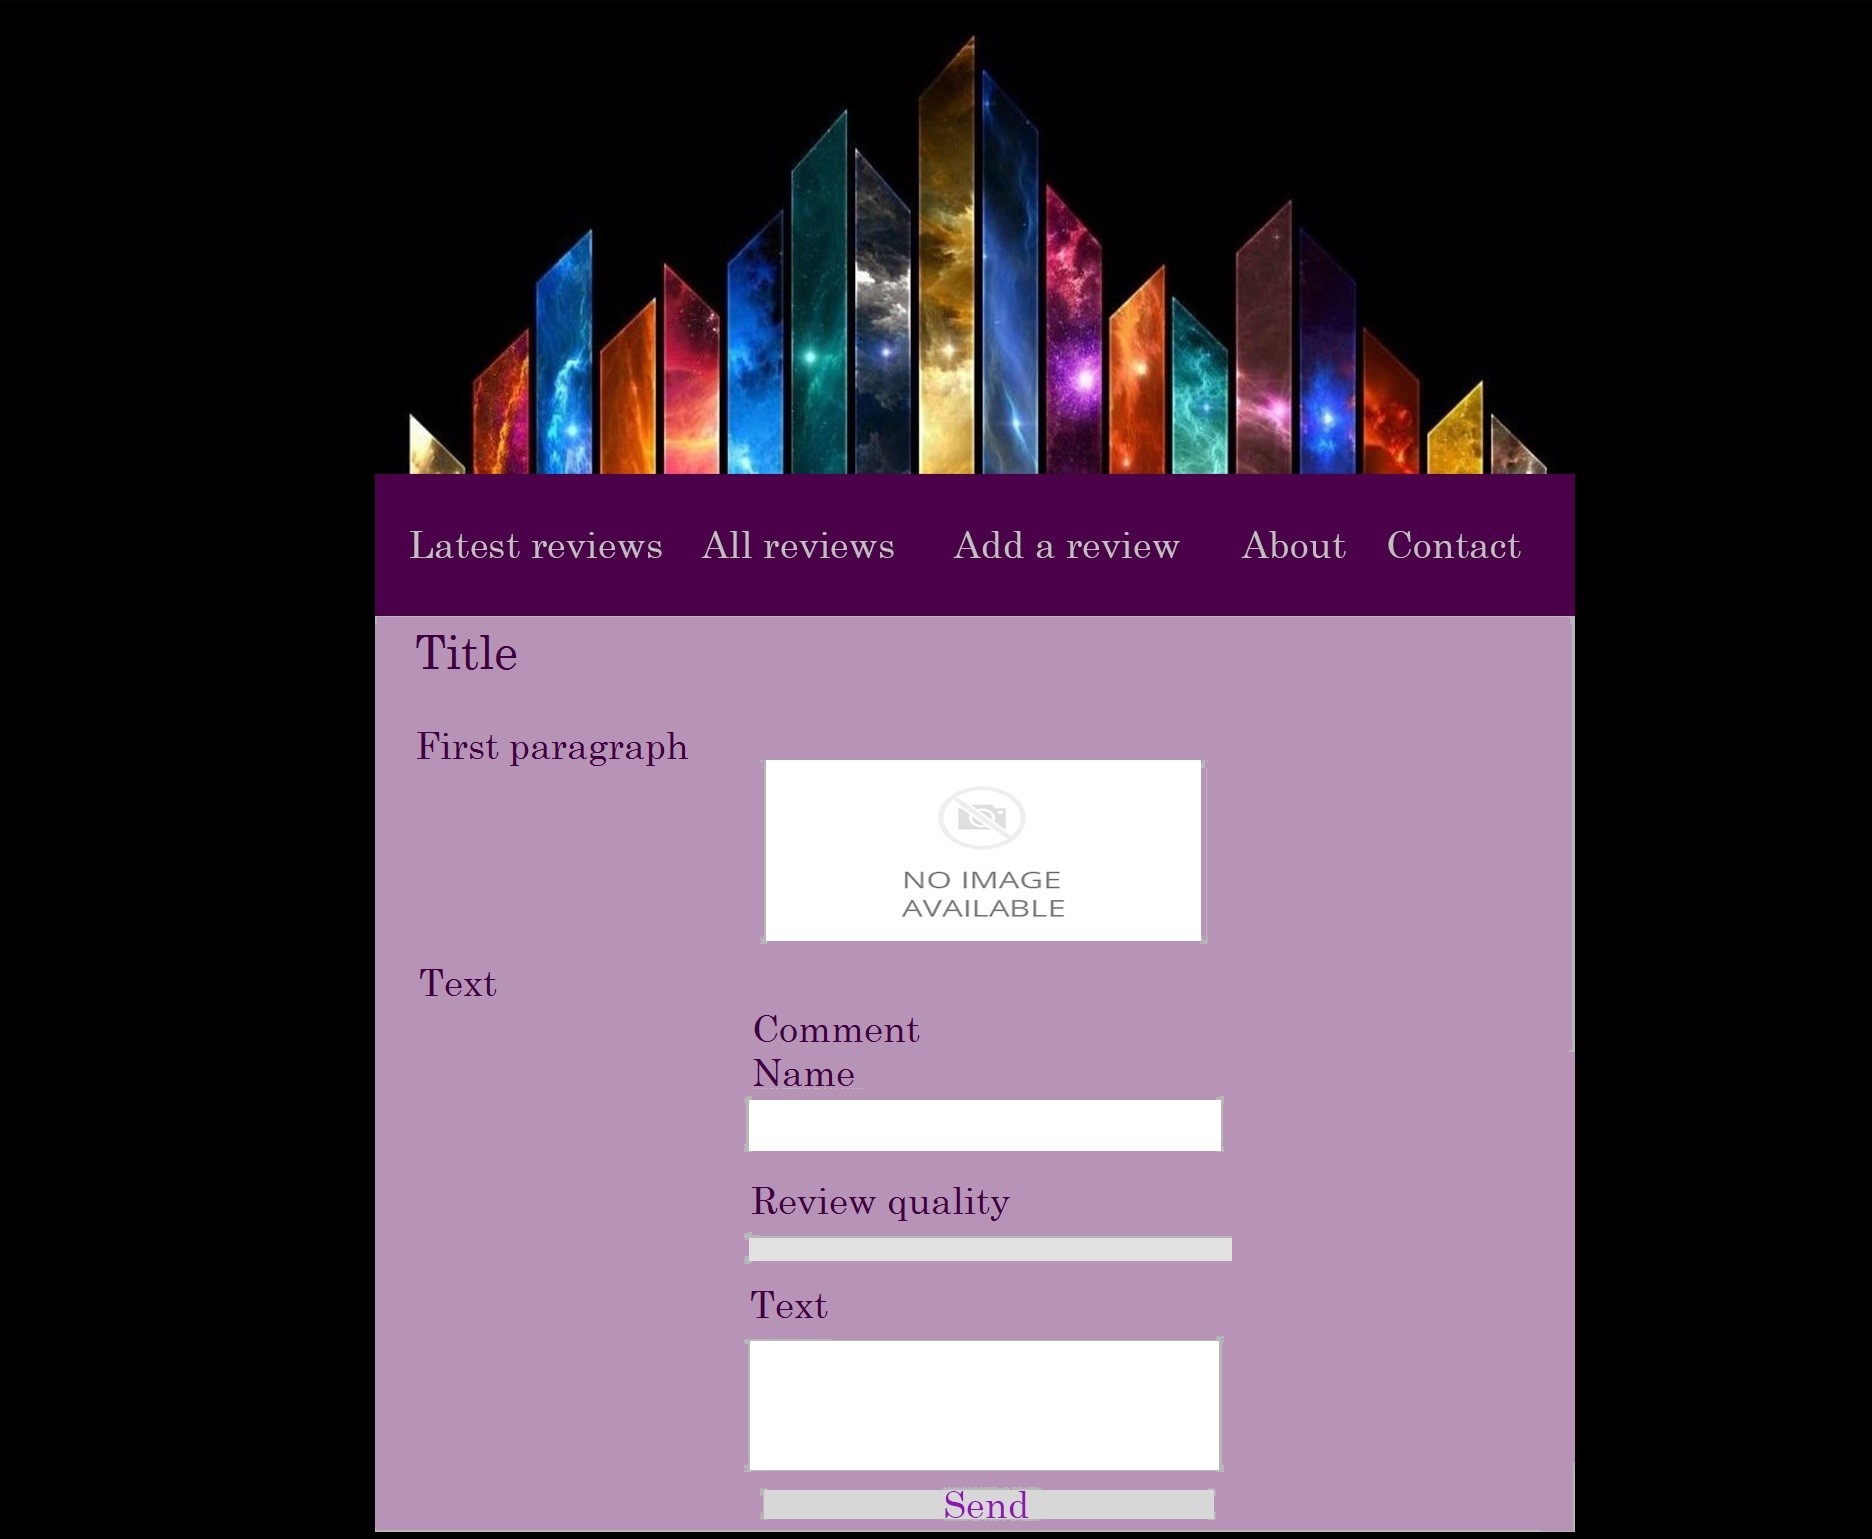 Latest reviews All reviews Add a review About Contact
Title
First paragraph
NO IMAGE
AVAILABLE
Text
Comment
Name
Review quality
Text
Send